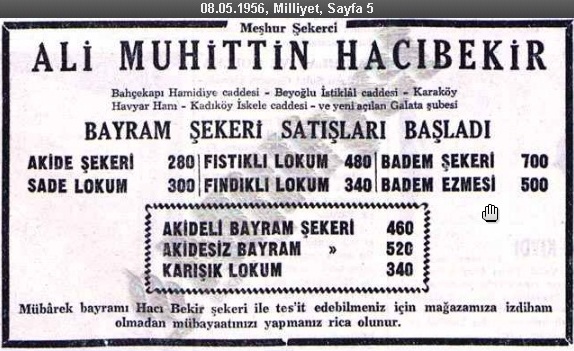 08.05.1956, Milliyet, Sayfa 5
Meşhur Şekerci
ALİ MUHİTTİN HACIBEKİR
Bahçekapı Hamidiye caddesi - Beyoğlu İstiklâl caddesi - Karaköy
Havyar Hanı - Kadıköy İskele caddesi - ve yeni açılan Galata şubesi
BAYRAM ŞEKERİ SATIŞLARI BAŞLADI
AKİDE ŞEKERİ 280 FISTIKLI LOKUM 480 BADEM ŞEKERİ 700
SADE LOKUM 300 FINDIKLI LOKUM 340 BADEM EZMESİ 500
AKİDELİ BAYRAM ŞEKERİ 460
AKİDESİZ BAYRAM » 520
KARIŞIK LOKUM 340
Mübârek bayramı Hacı Bekir şekeri ile tes'it edebilmeniz için mağazamıza izdiham
olmadan mübayaatınızı yapmanız rica olunur.